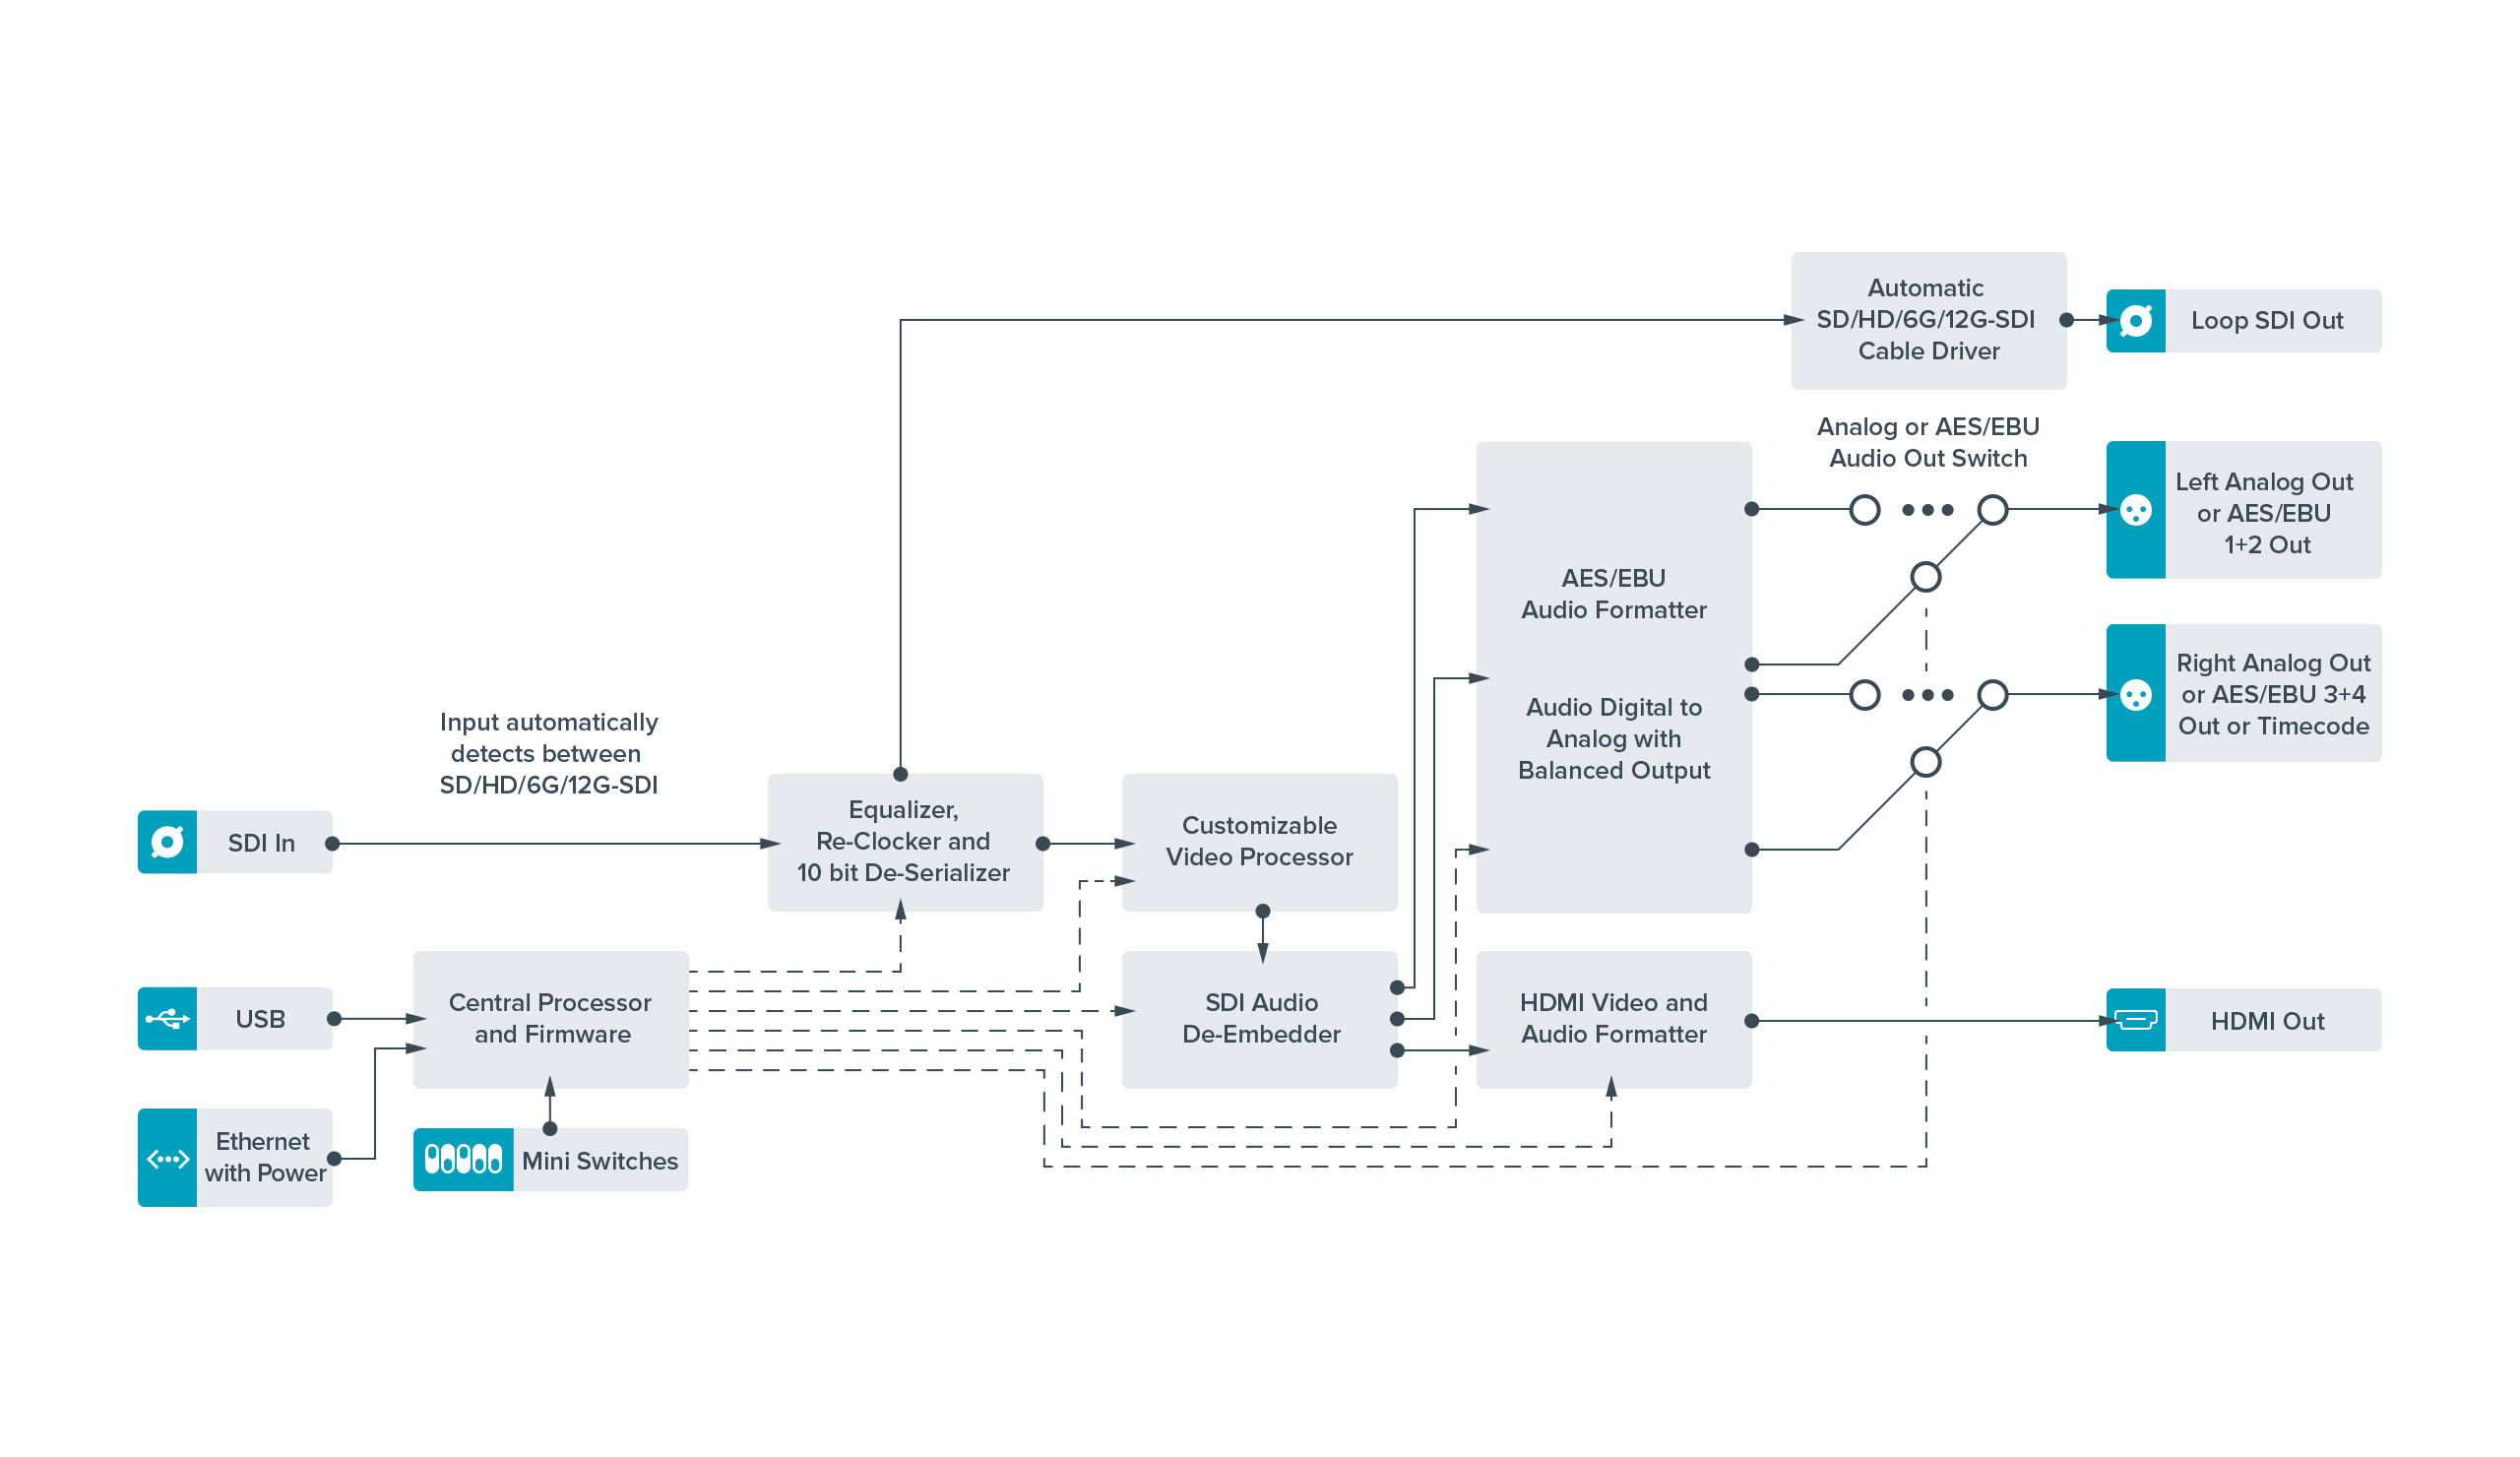 Automatic
SD/HD/6G/12G-SDI
Cable Driver
Loop SDI Out
Analog or AES/EBU
Audio Out Switch
Left Analog Out
or AES/EBU
1+2 Out
AES/EBU
Audio Formatter
Right Analog Out
or AES/EBU 3+4
Out or Timecode
Audio Digital to
Analog with
Balanced Output
Input automatically
detects between
SD/HD/6G/12G-SDI
SDI In
Equalizer,
Re-Clocker and
10 bit De-Serializer
Customizable
Video Processor
USB
Central Processor
and Firmware
SDI Audio
De-Embedder
HDMI Video and
Audio Formatter
HDMI Out
Ethernet
with Power
Mini Switches